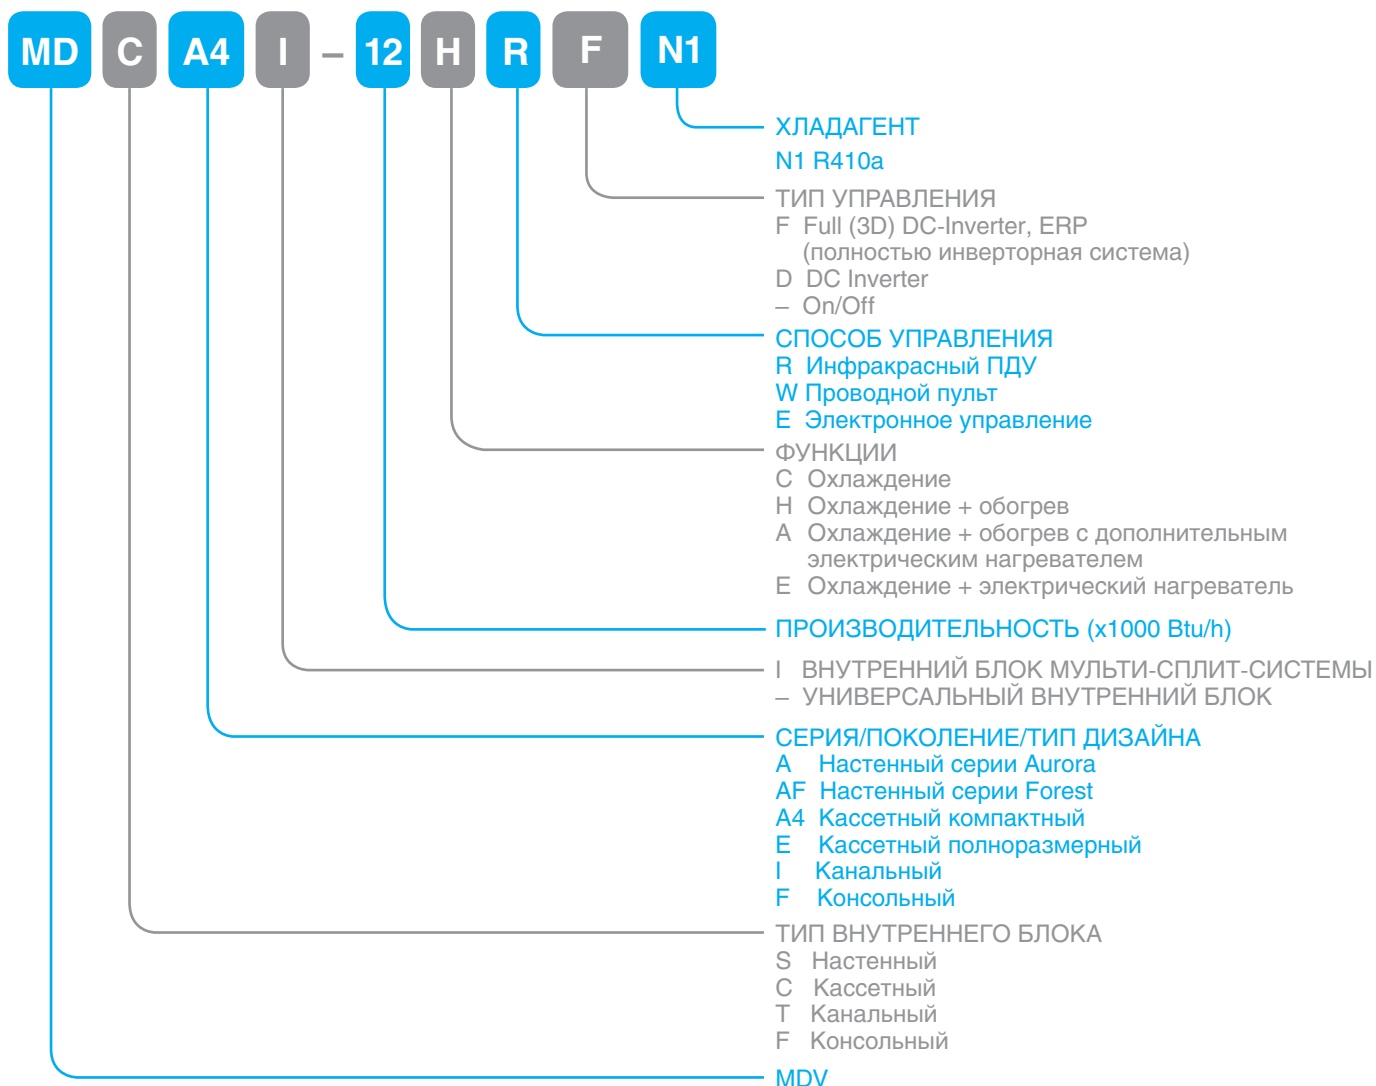 MD C A4 I – 12 H R F N1
ХЛАДАГЕНТ
N1 R410a
ТИП УПРАВЛЕНИЯ
F Full (3D) DC-Inverter, ERP
(полностью инверторная система)
D DC Inverter
– On/Off
СПОСОБ УПРАВЛЕНИЯ
R Инфракрасный ПДУ
W Проводной пульт
E Электронное управление
ФУНКЦИИ
C Охлаждение
H Охлаждение + обогрев
A Охлаждение + обогрев с дополнительным
электрическим нагревателем
E Охлаждение + электрический нагреватель
ПРОИЗВОДИТЕЛЬНОСТЬ (x1000 Btu/h)
I ВНУТРЕННИЙ БЛОК МУЛЬТИ-СПЛИТ-СИСТЕМЫ
– УНИВЕРСАЛЬНЫЙ ВНУТРЕННИЙ БЛОК
СЕРИЯ/ПОКОЛЕНИЕ/ТИП ДИЗАЙНА
A Настенный серии Aurora
AF Настенный серии Forest
A4 Кассетный компактный
E Кассетный полноразмерный
I Канальный
F Консольный
ТИП ВНУТРЕННЕГО БЛОКА
S Настенный
C Кассетный
T Канальный
F Консольный
MDV